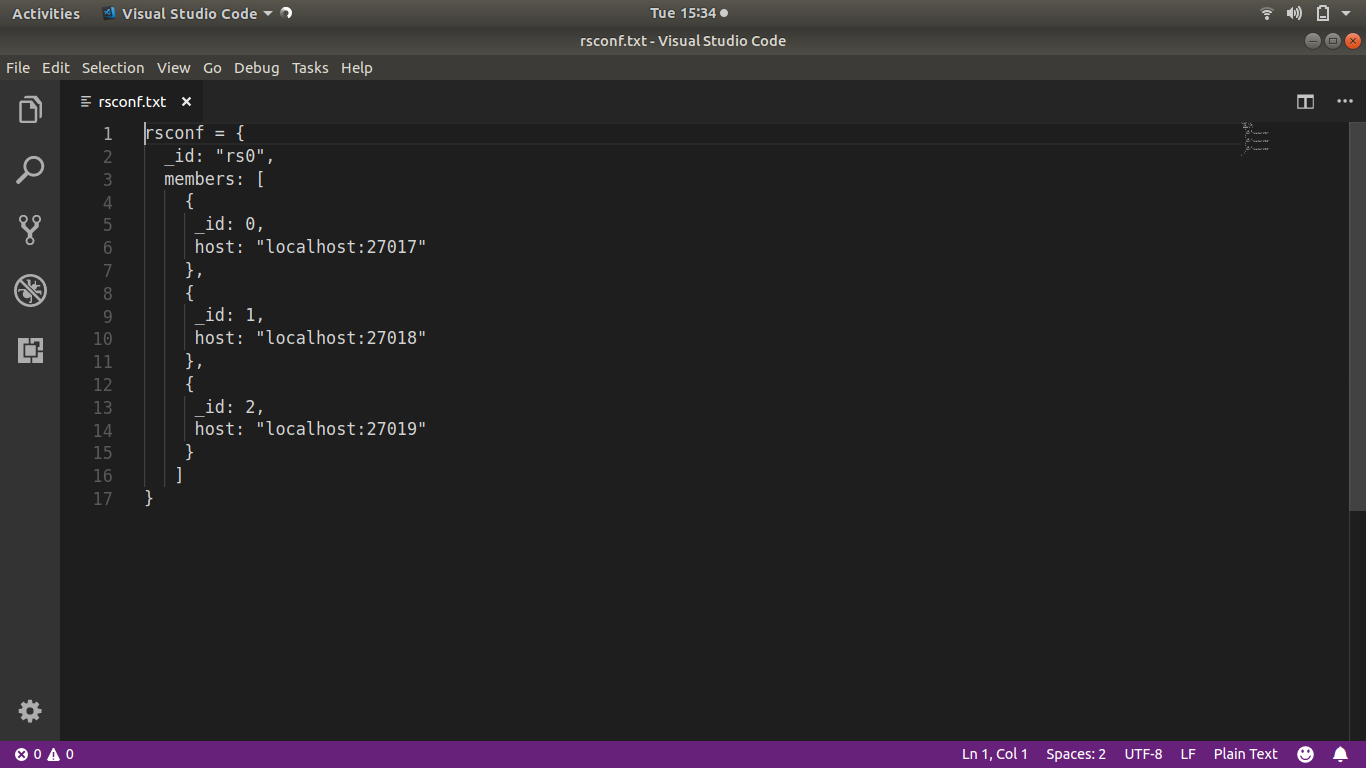 Activities Visual Studio Code Tue 15:34
rsconf.txt - Visual Studio Code
File Edit Selection View Go Debug Tasks Help
rsconf.txt
1 rsconf = {
2 _id: "rs0",
3 members: [
4 {
5 _id: 0,
6 host: "localhost:27017"
7 },
8 {
9 _id: 1,
10 host: "localhost:27018"
11 },
12 {
13 _id: 2,
14 host: "localhost:27019"
15 }
16 ]
17 }
0 0 Ln 1, Col 1 Spaces: 2 UTF-8 LF Plain Text